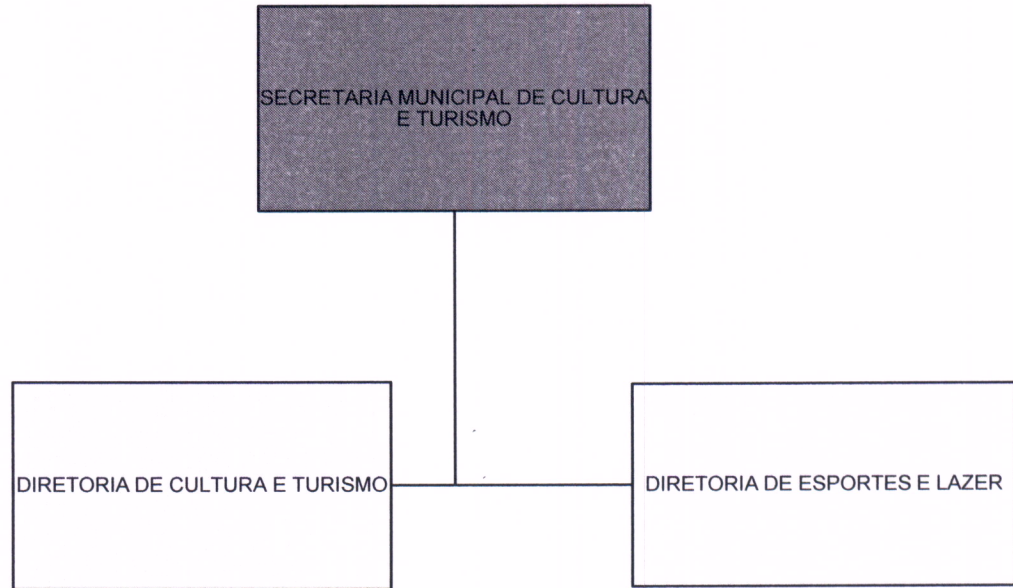 SECRETARIA MUNICIPAL DE CULTURA
E TURISMO
DIRETORIA DE CULTURA E TURISMO
DIRETORIA DE ESPORTES E LAZER